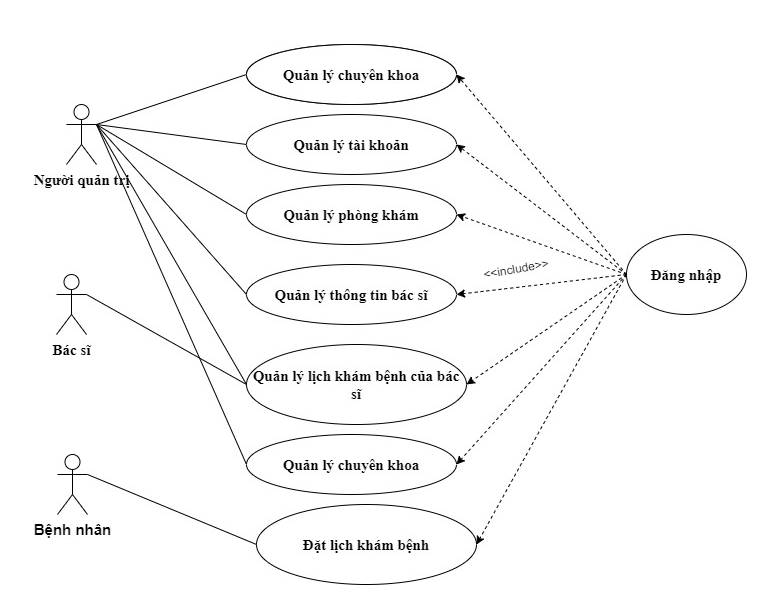 Quản lý chuyên khoa
Quản lý tài khoản
Người quản trị
Quản lý phòng khám
<<include>>
Đăng nhập
Quản lý thông tin bác sĩ
Bác sĩ
Quản lý lịch khám bệnh của bác
sĩ
Quản lý chuyên khoa
Bệnh nhân
Đặt lịch khám bệnh